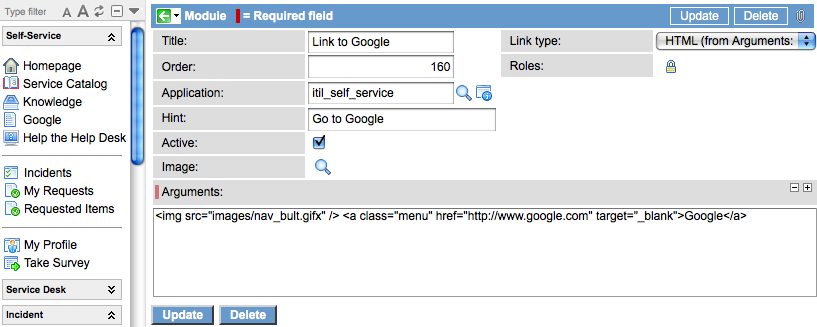 Type filter A A
Self-Service
Homepage
Service Catalog
Knowledge
Google
Help the Help Desk
Incidents
My Requests
Requested Items
My Profile
Take Survey
Service Desk
Incident
Module = Required field Update Delete
Title: Link to Google Link type: HTML (from Arguments:
Order: 160 Roles:
Application: itil_self_service
Hint: Go to Google
Active:
Image:
Arguments:
<img src="images/nav_bult.gifx" /> <a class="menu" href="http://www.google.com" target="_blank">Google</a>
Update Delete